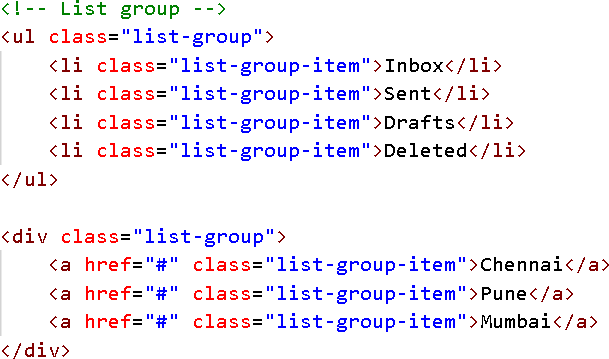 <!-- List group -->
<ul class="list-group">
    <li class="list-group-item">Inbox</li>
    <li class="list-group-item">Sent</li>
    <li class="list-group-item">Drafts</li>
    <li class="list-group-item">Deleted</li>
</ul>

<div class="list-group">
    <a href="#" class="list-group-item">Chennai</a>
    <a href="#" class="list-group-item">Pune</a>
    <a href="#" class="list-group-item">Mumbai</a>
</div>